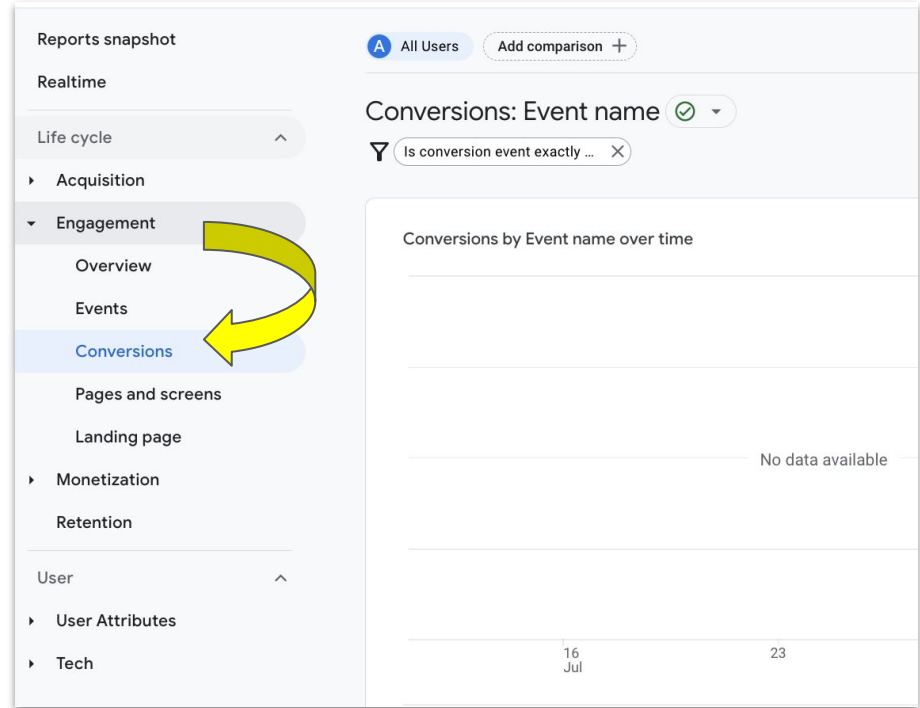 Reports snapshot
Realtime
Life cycle
Acquisition
Engagement
Overview
Events
Conversions
Pages and screens
Landing page
Monetization
Retention
User
User Attributes
Tech
A All Users
Add comparison +
Conversions: Event name
Is conversion event exactly ...
Conversions by Event name over time
No data available
16 23
Jul